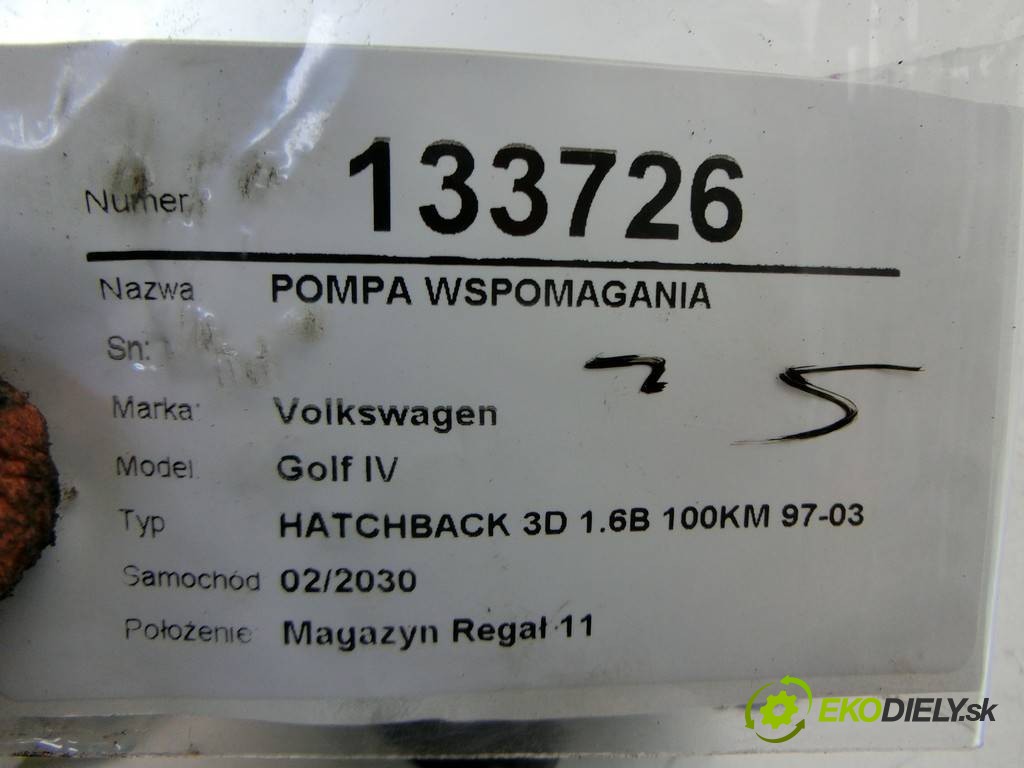 Numer 133726
Nazwa POMPA WSPOMAGANIA
Sn:
Marka: Volkswagen
Model: Golf IV
Typ HATCHBACK 3D 1.6B 100KM 97-03
Samochód 02/2030
Położenie Magazyn Regał 11
EKODIELY.sk